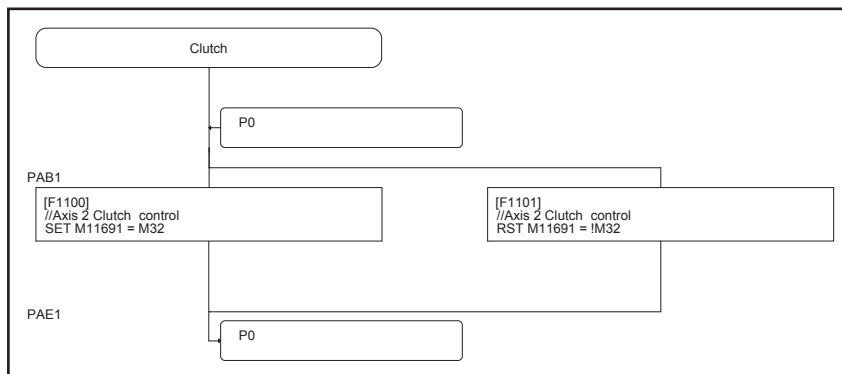 Clutch
P0
PAB1
[F1100]
//Axis 2 Clutch control
SET M11691 = M32
[F1101]
//Axis 2 Clutch control
RST M11691 = !M32
PAE1
P0